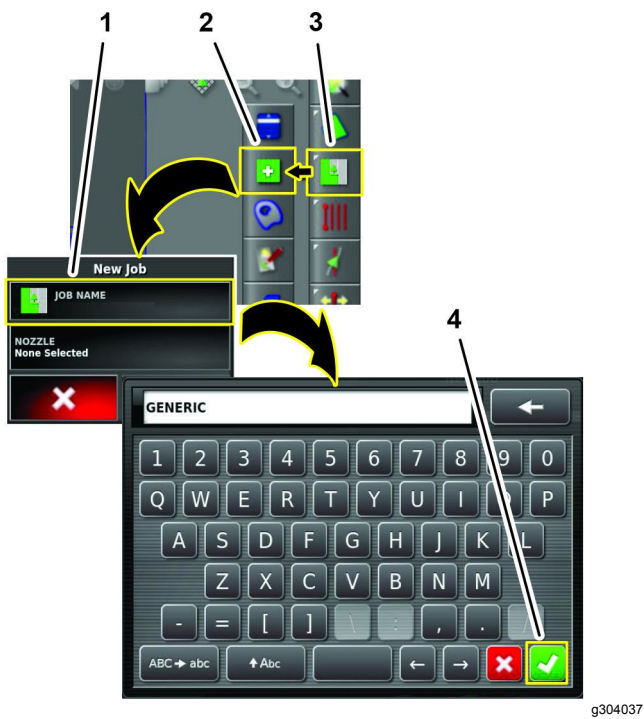 1 2 3
New Job
JOB NAME
NOZZLE
None Selected
4
GENERIC
1 2 3 4 5 6 7 8 9 0
Q W E R T Y U I O P
A S D F G H J K L
Z X C V B N M
- = [ ] \ : , . /
ABC → abc ↑ Abc ← →
g304037